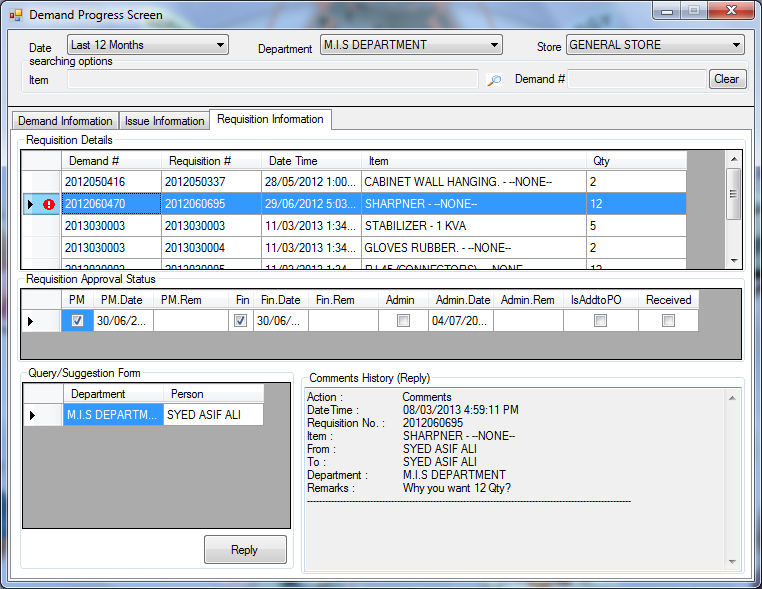 Demand Progress Screen
Date Last 12 Months Department M.I.S DEPARTMENT Store GENERAL STORE
searching options
Item Demand # Clear
Demand Information Issue Information Requisition Information
Requisition Details
Demand # Requisition # Date Time Item Qty
2012050416 2012050337 28/05/2012 1:00... CABINET WALL HANGING. - --NONE-- 2
2012060470 2012060695 29/06/2012 5:03... SHARPNER - --NONE-- 12
2013030003 2013030003 11/03/2013 1:34... STABILIZER - 1 KVA 5
2013030003 2013030004 11/03/2013 1:34... GLOVES RUBBER. - --NONE-- 2
2013030003 2013030005 11/03/2013 1:34... RJ-45 (CONNECTORS) - --NONE-- 12
Requisition Approval Status
PM PM.Date PM.Rem Fin Fin.Date Fin.Rem Admin Admin.Date Admin.Rem IsAddtoPO Received
30/06/2... 30/06/... 04/07/20...
Query/Suggestion Form
Department Person
M.I.S DEPARTM... SYED ASIF ALI
Reply
Comments History (Reply)
Action : Comments
DateTime : 08/03/2013 4:59:11 PM
Requisition No. : 2012060695
Item : SHARPNER - --NONE--
From : SYED ASIF ALI
To : SYED ASIF ALI
Department : M.I.S DEPARTMENT
Remarks : Why you want 12 Qty?